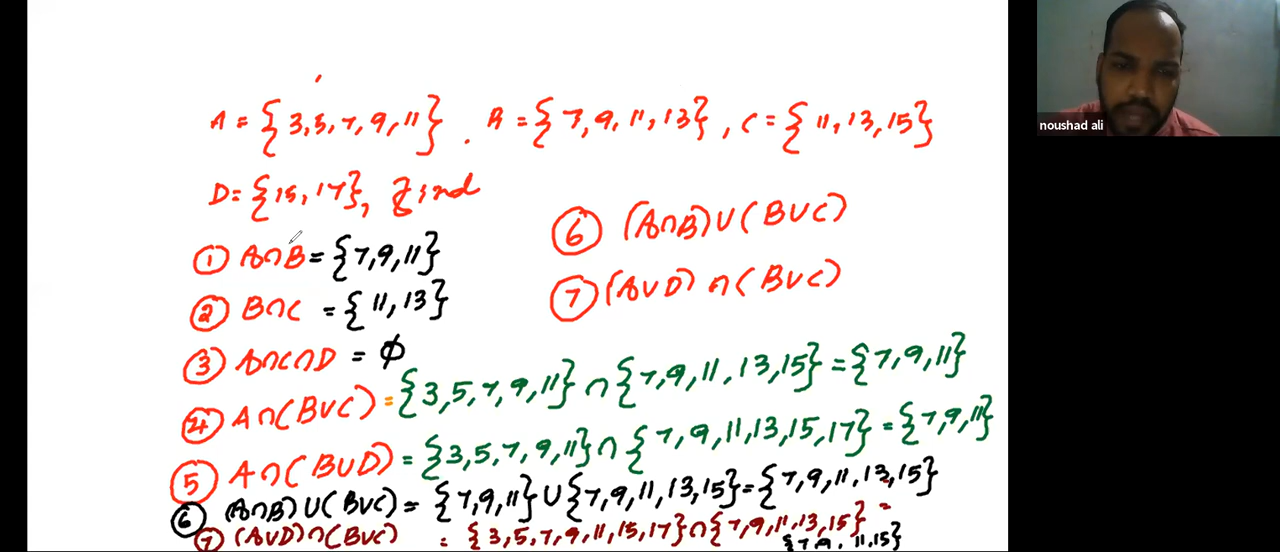 A = {3, 5, 7, 9, 11}, B = {7, 9, 11, 13}, C = {11, 13, 15}
noushad ali
D = {15, 17}, find
① A∩B = {7, 9, 11}
② B∩C = {11, 13}
③ A∩C∩D = ϕ
④ A∩(B∪C) = {3, 5, 7, 9, 11} ∩ {7, 9, 11, 13, 15} = {7, 9, 11}
⑤ A∩(B∪D) = {3, 5, 7, 9, 11} ∩ {7, 9, 11, 13, 15, 17} = {7, 9, 11}
⑥ (A∩B)∪(B∪C)
⑦ (A∪D)∩(B∪C)
⑥ (A∩B)∪(B∪C) = {7, 9, 11} ∪ {7, 9, 11, 13, 15} = {7, 9, 11, 13, 15}
⑦ (A∪D)∩(B∪C) = {3, 5, 7, 9, 11, 15, 17} ∩ {7, 9, 11, 13, 15} =
{7, 9, 11, 15}